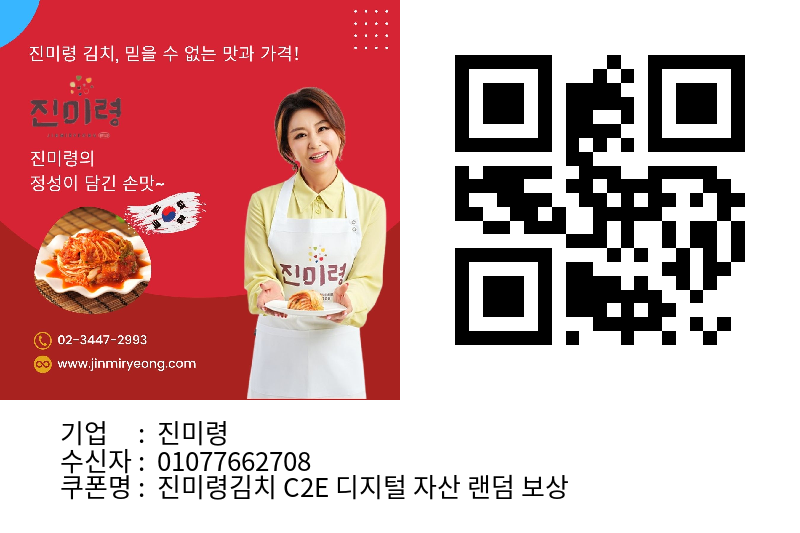 진미령 김치, 믿을 수 없는 맛과 가격!
진미령
진미령의
정성이 담긴 손맛~
진미령
02-3447-2993
www.jinmiryeong.com
기업 : 진미령
수신자 : 01077662708
쿠폰명 : 진미령김치 C2E 디지털 자산 랜덤 보상